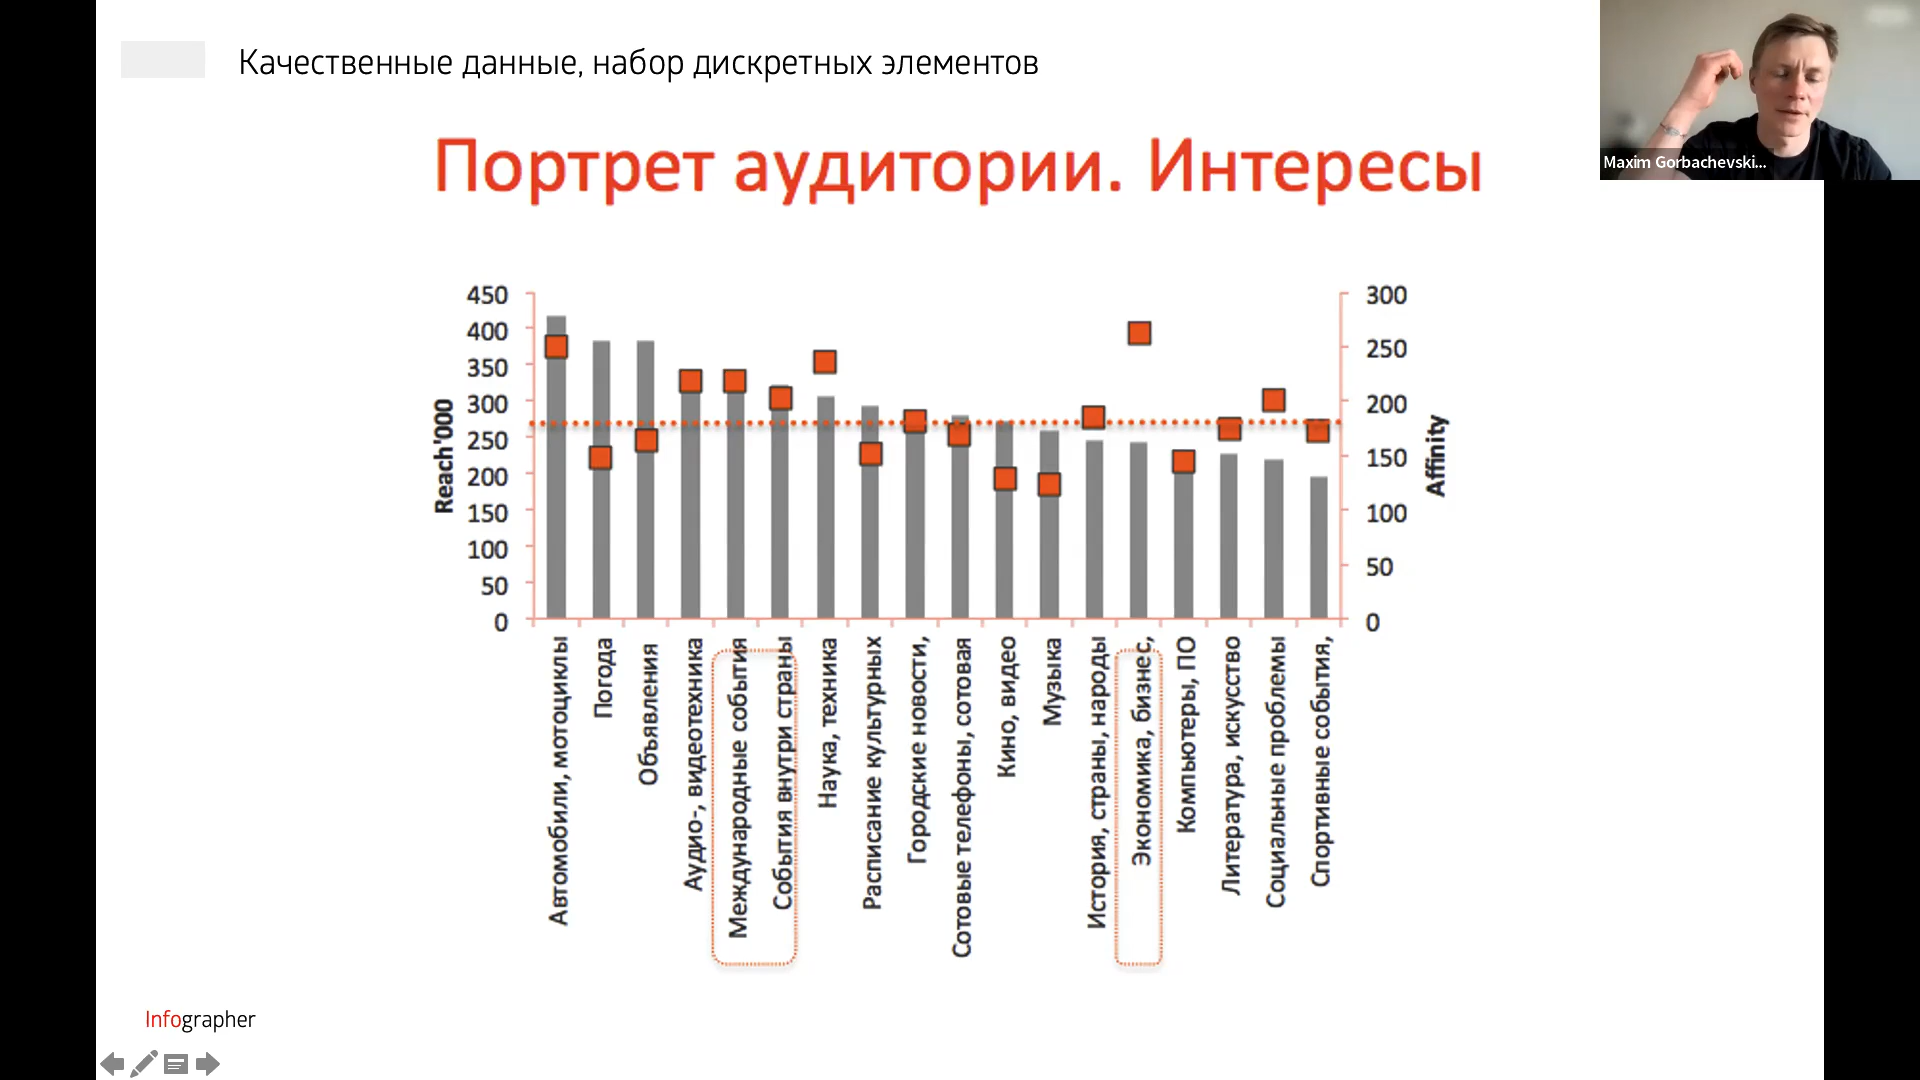 Качественные данные, набор дискретных элементов
Maxim Gorbachevski...
Портрет аудитории. Интересы
Reach'000
450
400
350
300
250
200
150
100
50
0
300
250
200
150
100
50
0
Affinity
Автомобили, мотоциклы
Погода
Объявления
Аудио-, видеотехника
Международные события
События внутри страны
Наука, техника
Расписание культурных
Городские новости,
Сотовые телефоны, сотовая
Кино, видео
Музыка
История, страны, народы
Экономика, бизнес,
Компьютеры, ПО
Литература, искусство
Социальные проблемы
Спортивные события,
Infographer